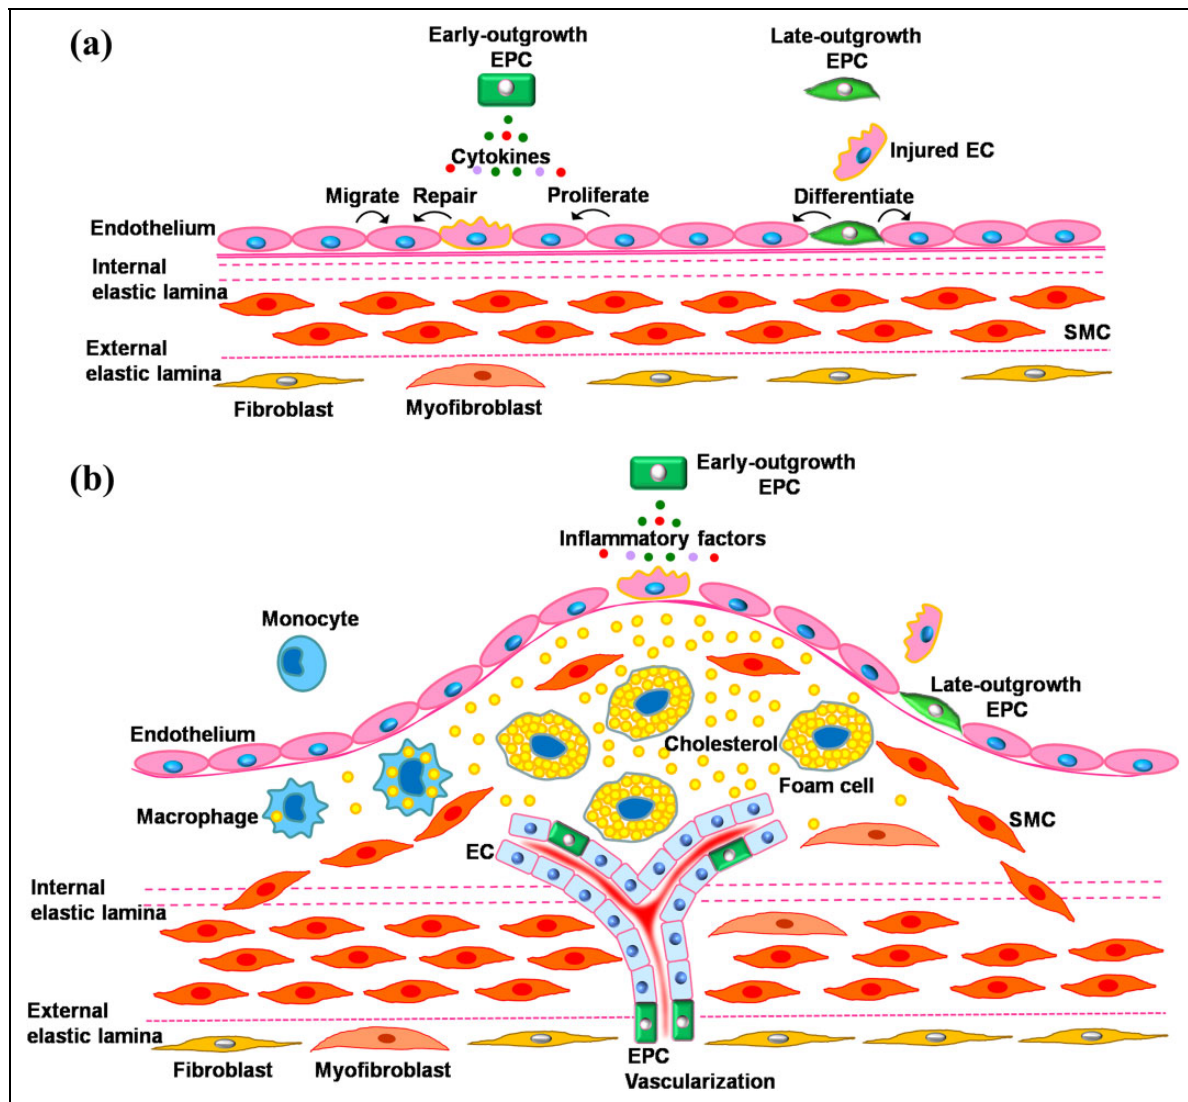 (a)
Early-outgrowth
EPC
Late-outgrowth
EPC
Cytokines
Injured EC
Migrate
Repair
Proliferate
Differentiate
Endothelium
Internal
elastic lamina
SMC
External
elastic lamina
Fibroblast
Myofibroblast
(b)
Early-outgrowth
EPC
Inflammatory factors
Monocyte
Late-outgrowth
EPC
Endothelium
Cholesterol
Foam cell
Macrophage
SMC
EC
Internal
elastic lamina
External
elastic lamina
Fibroblast
Myofibroblast
EPC
Vascularization